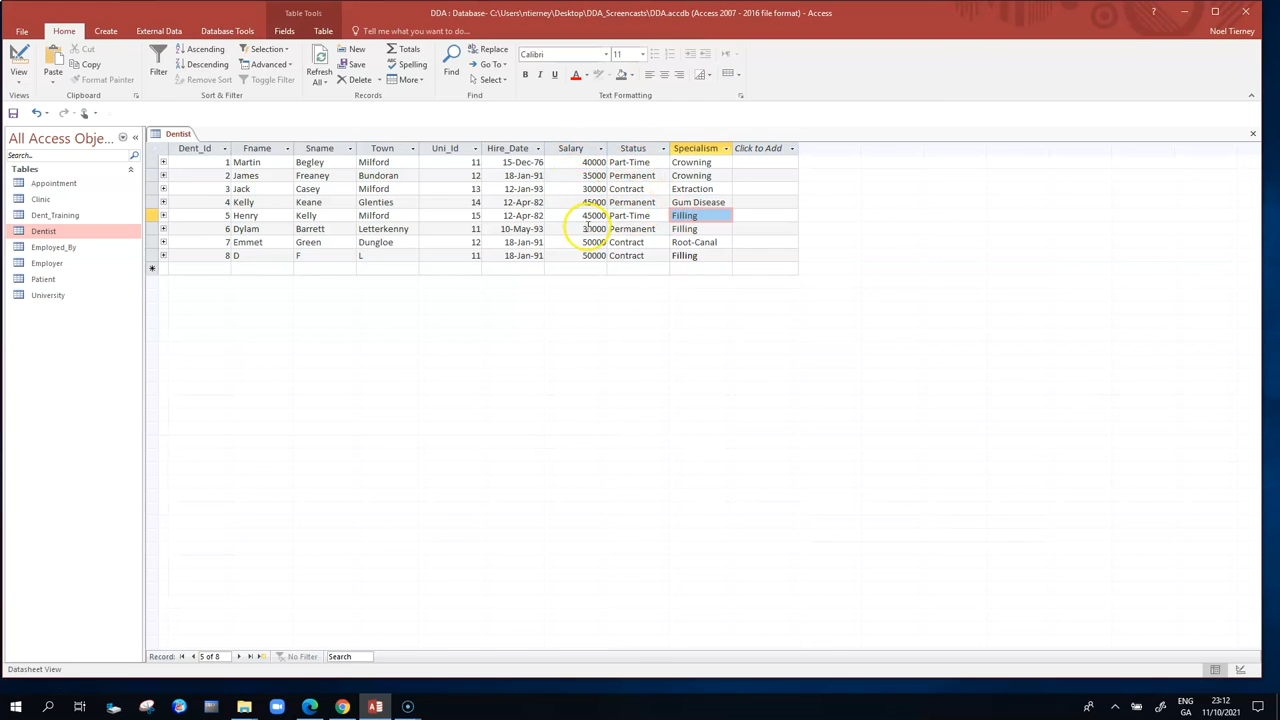 Table Tools
DDA : Database- C:\Users\ntierney\Desktop\DDA_Screencasts\DDA.accdb (Access 2007 - 2016 file format) - Access
File Home Create External Data Database Tools Fields Table Tell me what you want to do... Noel Tierney
View
Views
Paste
Cut
Copy
Format Painter
Clipboard
Filter
Ascending
Descending
Remove Sort
Selection
Advanced
Toggle Filter
Sort & Filter
Refresh
All
New
Save
Delete
Totals
Spelling
More
Records
Find
Replace
Go To
Select
Find
Calibri 11
B I U
Text Formatting
All Access Obje...
Search...
Tables
Appointment
Clinic
Dent_Training
Dentist
Employed_By
Employer
Patient
University
Dentist
Dent_Id Fname Sname Town Uni_Id Hire_Date Salary Status Specialism Click to Add
1 Martin Begley Milford 11 15-Dec-76 40000 Part-Time Crowning
2 James Freaney Bundoran 12 18-Jan-91 35000 Permanent Crowning
3 Jack Casey Milford 13 12-Jan-93 30000 Contract Extraction
4 Kelly Keane Glenties 14 12-Apr-82 45000 Permanent Gum Disease
5 Henry Kelly Milford 15 12-Apr-82 45000 Part-Time Filling
6 Dylam Barrett Letterkenny 11 10-May-93 Permanent Filling
7 Emmet Green Dungloe 12 18-Jan-91 50000 Contract Root-Canal
8 D F L 11 18-Jan-91 50000 Contract Filling
Record: 5 of 8 No Filter Search
Datasheet View
ENG
GA
23:12
11/10/2021